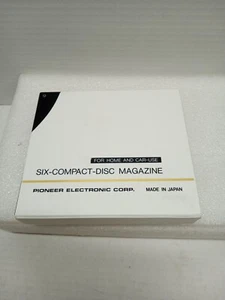 FOR HOME AND CAR-USE
SIX-COMPACT-DISC MAGAZINE
PIONEER ELECTRONIC CORP. MADE IN JAPAN